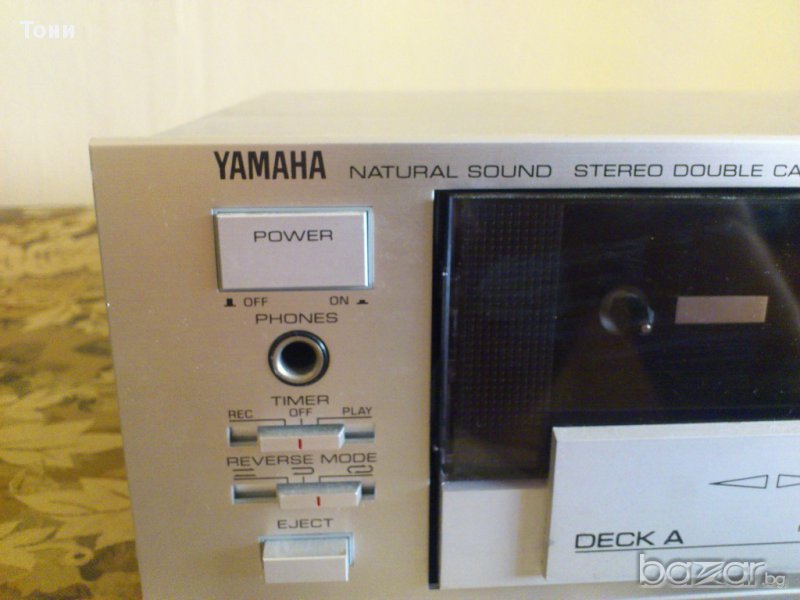 Тони
YAMAHA NATURAL SOUND STEREO DOUBLE CA
POWER
OFF ON
PHONES
TIMER
REC OFF PLAY
REVERSE MODE
EJECT
DECK A
bazar.bg